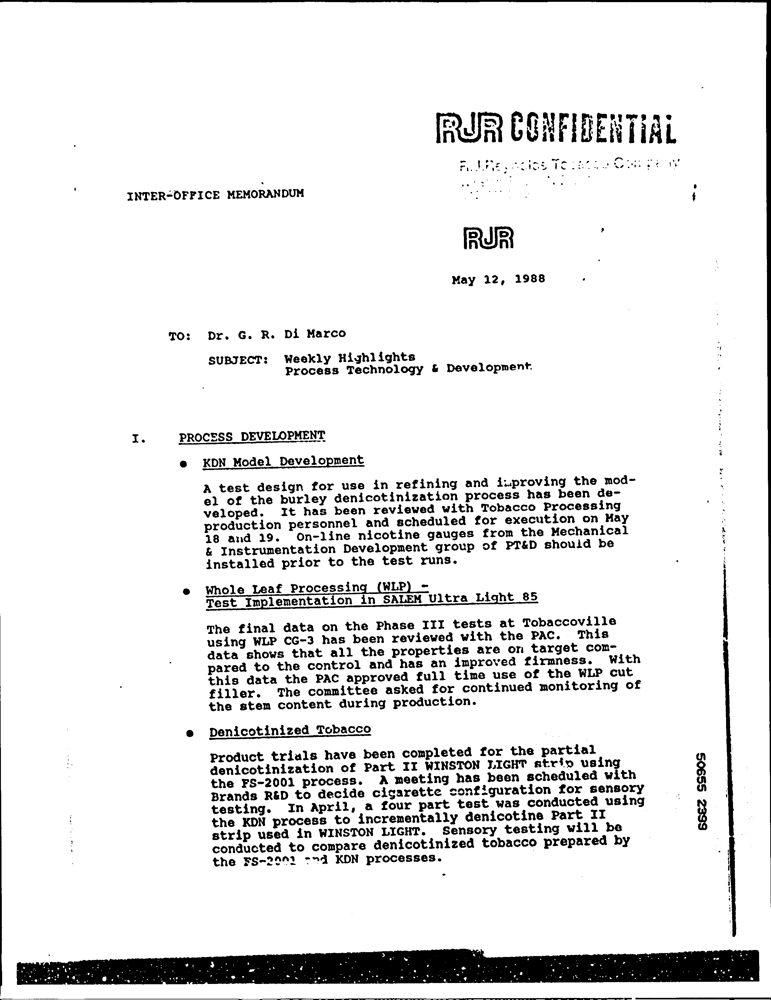 RJR CONFIDENTIAL
INTER-OFFICE MEMORANDUM
RJR
May 12, 1988
TO: Dr. G. R. Di Marco
SUBJECT: Weekly Highlights
Process Technology & Development
I. PROCESS DEVELOPMENT
● KDN Model Development
A test design for use in refining and improving the mod-
el of the burley denicotinization process has been de-
veloped. It has been reviewed with Tobacco Processing
production personnel and scheduled for execution on May
18 and 19. On-line nicotine gauges from the Mechanical
& Instrumentation Development group of PT&D should be
installed prior to the test runs.
● Whole Leaf Processing (WLP) -
Test Implementation in SALEM Ultra Light 85
The final data on the Phase III tests at Tobaccoville
using WLP CG-3 has been reviewed with the PAC. This
data shows that all the properties are on target com-
pared to the control and has an improved firmness. With
this data the PAC approved full time use of the WLP cut
filler. The committee asked for continued monitoring of
the stem content during production.
● Denicotinized Tobacco
Product trials have been completed for the partial
denicotinization of Part II WINSTON LIGHT strip using
the FS-2001 process. A meeting has been scheduled with
Brands R&D to decide cigarette configuration for sensory
testing. In April, a four part test was conducted using
the KDN process to incrementally denicotine Part II
strip used in WINSTON LIGHT. Sensory testing will be
conducted to compare denicotinized tobacco prepared by
the FS-2001 and KDN processes.
50655 2399